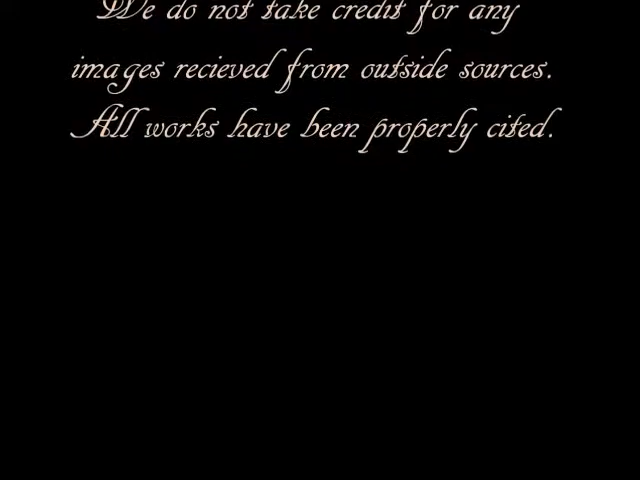 We do not take credit for any
images recieved from outside sources.
All works have been properly cited.